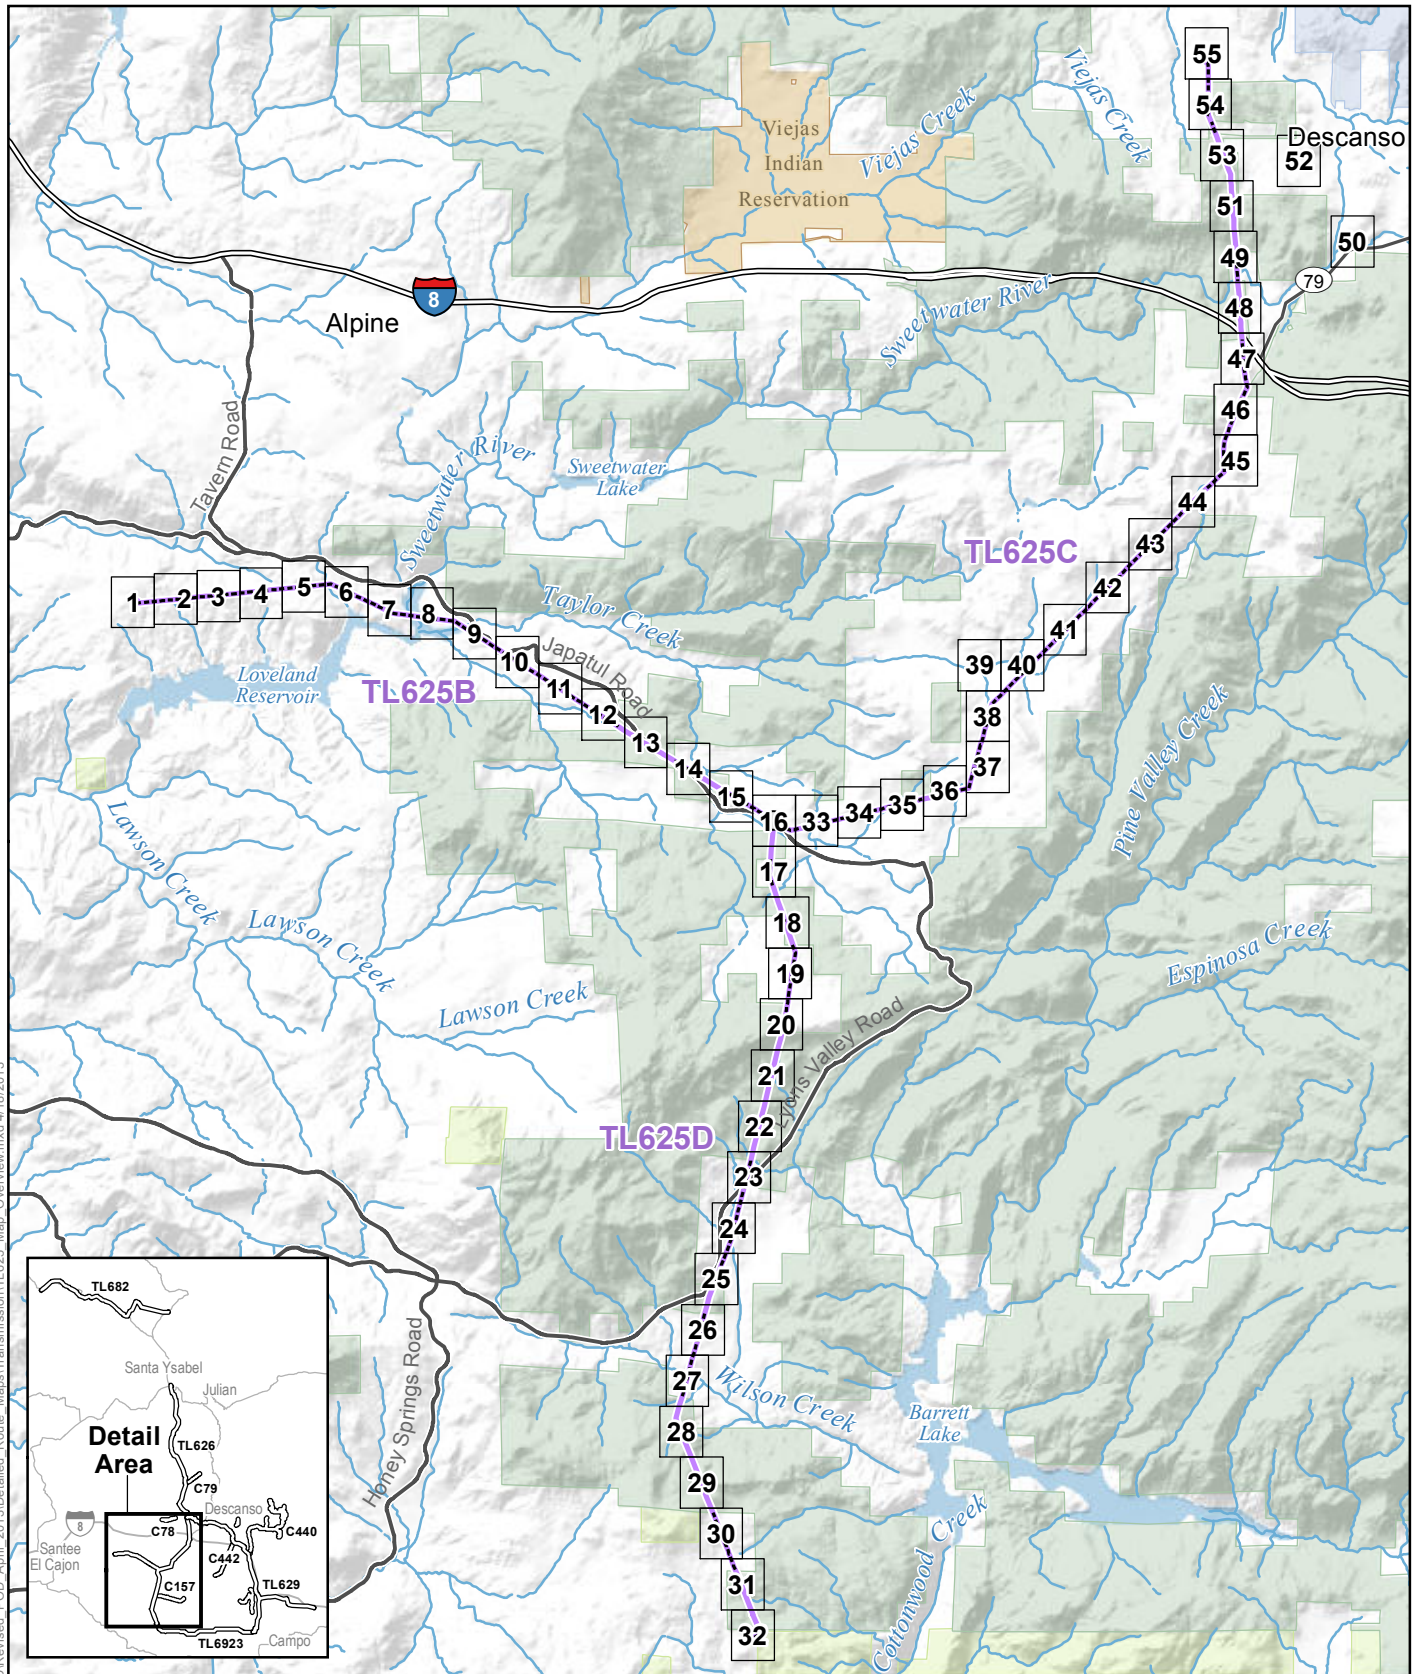 55
54
53
Descanso
52
51
50
49
79
48
47
46
45
44
43
42
41
40
39
38
37
36
35
34
33
Viejas
Indian
Reservation
Viejas Creek
Viejas Creek
8
Alpine
Sweetwater River
Tavern Road
Sweetwater River
Sweetwater
Lake
TL625C
1
2
3
4
5
6
7
8
9
10
11
12
13
14
15
16
Taylor Creek
Japatul Road
Loveland
Reservoir
TL625B
Pine Valley Creek
Lawson Creek
Lawson Creek
Lawson Creek
Espinosa Creek
17
18
19
20
21
22
23
24
25
26
27
28
29
30
31
32
Lyons Valley Road
TL625D
Honey Springs Road
Wilson Creek
Barrett
Lake
Cottonwood Creek
TL682
Santa Ysabel
Julian
Detail
Area
TL626
C79
Descanso
8
C78
C440
Santee
El Cajon
C442
C157
TL629
TL6923
Campo